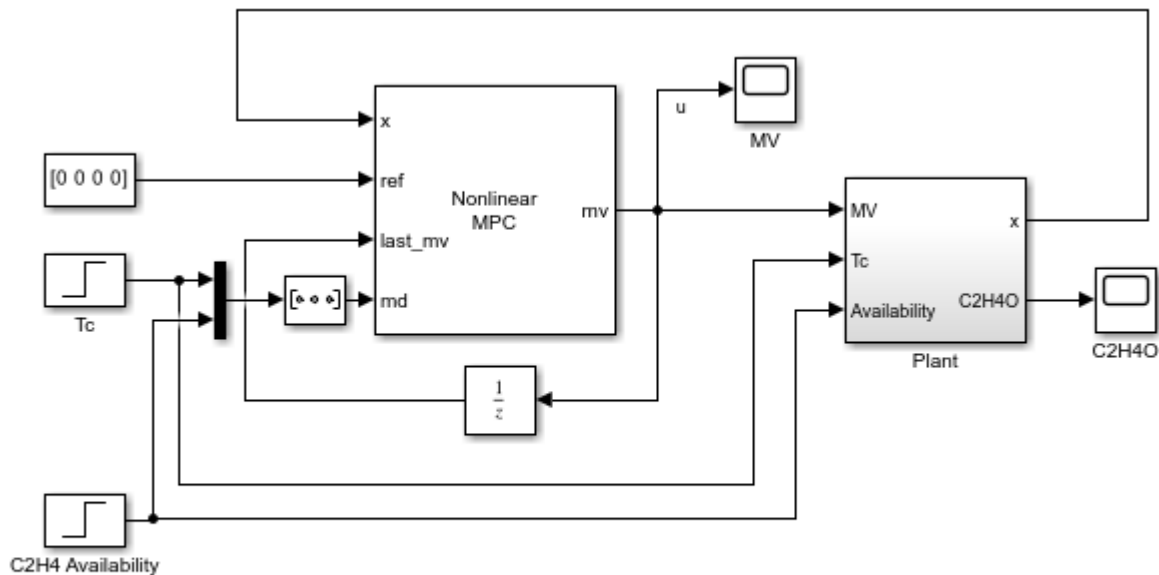 u
MV
x
[0 0 0 0]
ref
Nonlinear
MPC
mv
MV
x
last_mv
Tc
md
Tc
C2H4O
Availability
Plant
C2H4O
1
z
C2H4 Availability